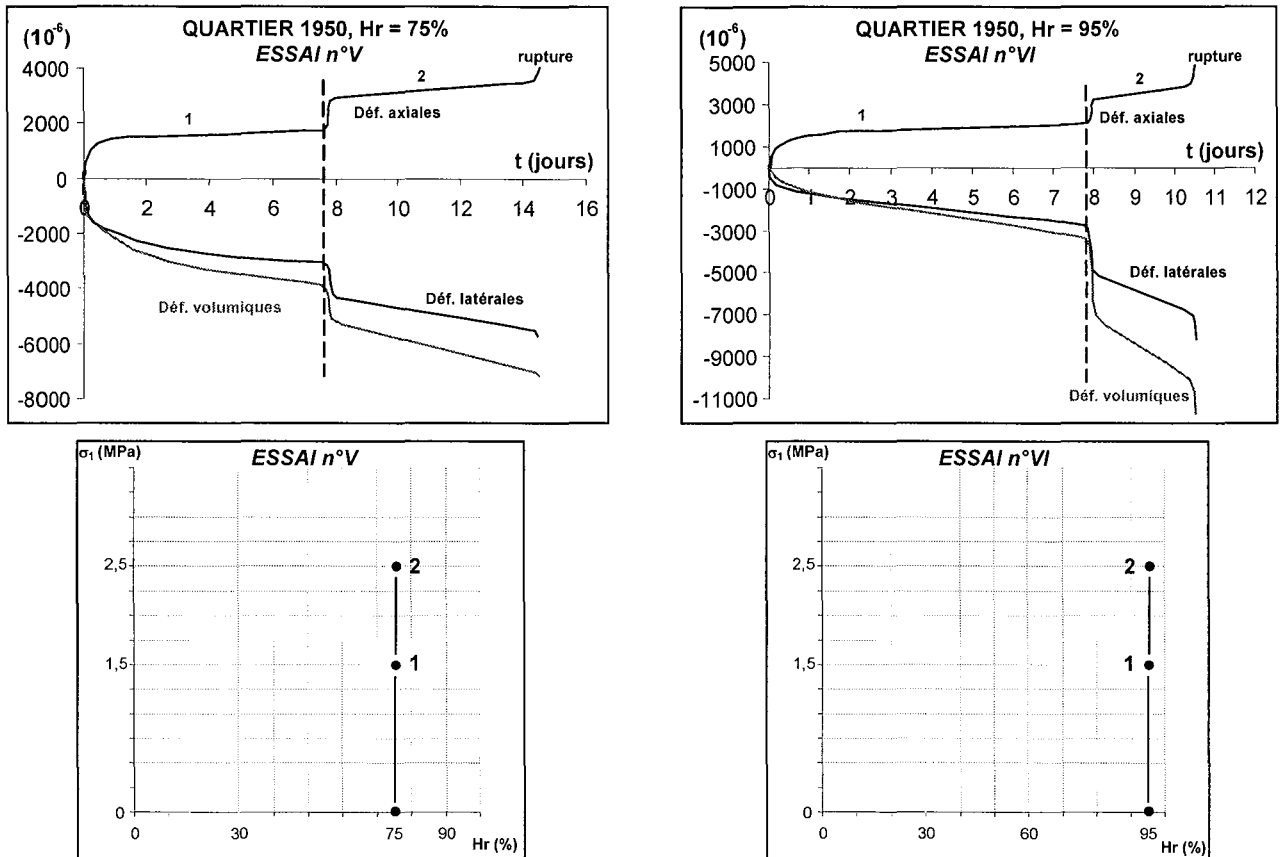 QUARTIER 1950, Hr = 75%
ESSAI n°V
(10⁻⁶)
4000
2000
0
-2000
-4000
-6000
-8000
rupture
1
2
Déf. axiales
t (jours)
0 2 4 6 8 10 12 14 16
Déf. latérales
Déf. volumiques
QUARTIER 1950, Hr = 95%
ESSAI n°VI
(10⁻⁶)
5000
3000
1000
-1000
-3000
-5000
-7000
-9000
-11000
rupture
1
2
Déf. axiales
t (jours)
0 1 2 3 4 5 6 7 8 9 10 11 12
Déf. latérales
Déf. volumiques
σ₁ (MPa)
ESSAI n°V
2,5
1,5
0
2
1
0 30 75 90
Hr (%)
σ₁ (MPa)
ESSAI n°VI
2,5
1,5
0
2
1
0 30 60 95
Hr (%)